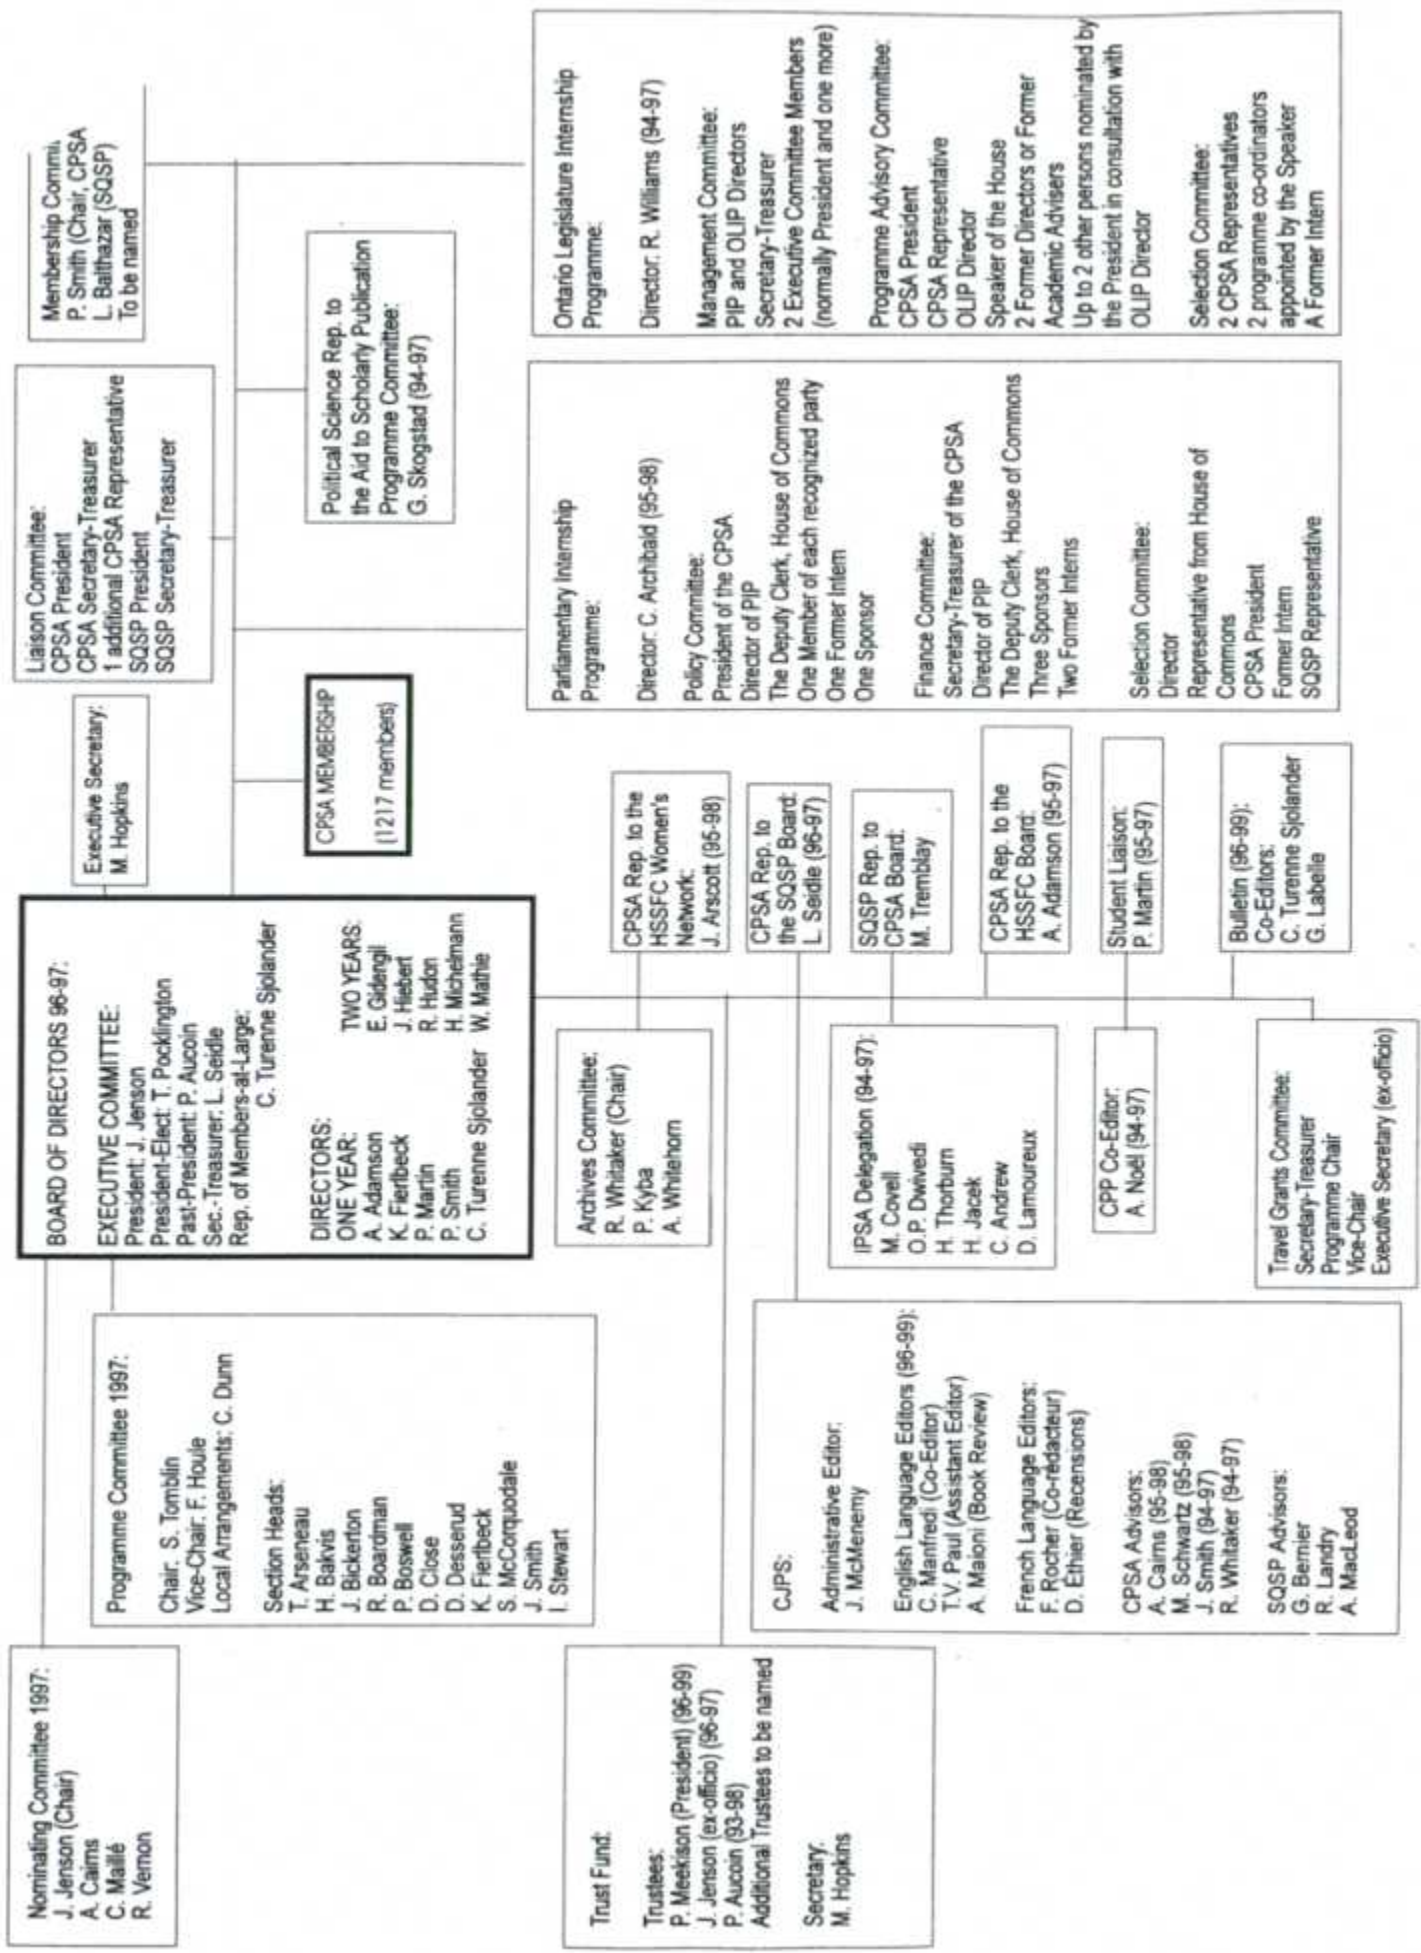 Nominating Committee 1997:
J. Jenson (Chair)
A. Cairns
C. Maillé
R. Vernon
Programme Committee 1997:
Chair: S. Tomblin
Vice-Chair: F. Houle
Local Arrangements: C. Dunn
Section Heads:
T. Arseneau
H. Bakvis
J. Bickerton
R. Boardman
P. Boswell
D. Close
D. Desserud
K. Fierlbeck
S. McCorquodale
J. Smith
I. Stewart
BOARD OF DIRECTORS 96-97:
EXECUTIVE COMMITTEE:
President: J. Jenson
President-Elect: T. Pocklington
Past-President: P. Aucoin
Sec.-Treasurer: L. Seidle
Rep. of Members-at-Large:
C. Turenne Sjolander
DIRECTORS:
ONE YEAR:
A. Adamson
K. Fierlbeck
P. Martin
P. Smith
C. Turenne Sjolander
TWO YEARS:
E. Gidengil
J. Hiebert
R. Hudon
H. Michelmann
W. Mathie
Executive Secretary:
M. Hopkins
Liaison Committee:
CPSA President
CPSA Secretary-Treasurer
1 additional CPSA Representative
SQSP President
SQSP Secretary-Treasurer
Membership Commi
P. Smith (Chair, CPSA
L. Balthazar (SQSP)
To be named
CPSA MEMBERSHIP
(1217 members)
Political Science Rep. to
the Aid to Scholarly Publication
Programme Committee:
G. Skogstad (94-97)
Trust Fund:
Trustees:
P. Meekison (President) (96-99)
J. Jenson (ex-officio) (96-97)
P. Aucoin (93-98)
Additional Trustees to be named
Secretary:
M. Hopkins
CJPS:
Administrative Editor:
J. McMenemy
English Language Editors (96-99):
C. Manfredi (Co-Editor)
T.V. Paul (Assistant Editor)
A. Maioni (Book Review)
French Language Editors:
F. Rocher (Co-rédacteur)
D. Ethier (Recensions)
CPSA Advisors:
A. Cairns (95-98)
M. Schwartz (95-98)
J. Smith (94-97)
R. Whitaker (94-97)
SQSP Advisors:
G. Bernier
R. Landry
A. MacLeod
Archives Committee:
R. Whitaker (Chair)
P. Kyba
A. Whitehorn
IPSA Delegation (94-97):
M. Covell
O.P. Dwivedi
H. Thorburn
H. Jacek
C. Andrew
D. Lamoureux
CPP Co-Editor:
A. Noël (94-97)
Travel Grants Committee:
Secretary-Treasurer
Programme Chair
Vice-Chair
Executive Secretary (ex-officio)
CPSA Rep. to the
HSSFC Women's
Network:
J. Arscott (95-98)
CPSA Rep. to
the SQSP Board:
L. Seidle (96-97)
SQSP Rep. to
CPSA Board:
M. Tremblay
CPSA Rep. to the
HSSFC Board:
A. Adamson (95-97)
Student Liaison:
P. Martin (95-97)
Bulletin (96-99):
Co-Editors:
C. Turenne Sjolander
G. Labelle
Parliamentary Internship
Programme:
Director: C. Archibald (95-98)
Policy Committee:
President of the CPSA
Director of PIP
The Deputy Clerk, House of Commons
One Member of each recognized party
One Former Intern
One Sponsor
Finance Committee:
Secretary-Treasurer of the CPSA
Director of PIP
The Deputy Clerk, House of Commons
Three Sponsors
Two Former Interns
Selection Committee:
Director
Representative from House of
Commons
CPSA President
Former Intern
SQSP Representative
Ontario Legislature Internship
Programme:
Director: R. Williams (94-97)
Management Committee:
PIP and OLIP Directors
Secretary-Treasurer
2 Executive Committee Members
(normally President and one more)
Programme Advisory Committee:
CPSA President
CPSA Representative
OLIP Director
Speaker of the House
2 Former Directors or Former
Academic Advisers
Up to 2 other persons nominated by
the President in consultation with
OLIP Director
Selection Committee:
2 CPSA Representatives
2 programme co-ordinators
appointed by the Speaker
A Former Intern